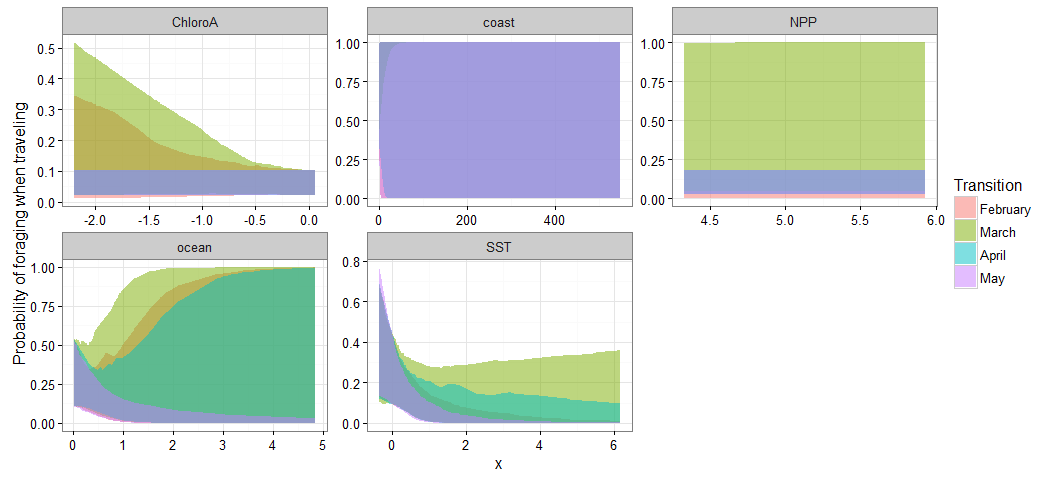 ChloroA
coast
NPP
0.5
0.4
0.3
0.2
0.1
0.0
-2.0 -1.5 -1.0 -0.5 0.0
1.00
0.75
0.50
0.25
0.00
0 200 400
1.00
0.75
0.50
0.25
0.00
4.5 5.0 5.5 6.0
Probability of foraging when traveling
ocean
SST
1.00
0.75
0.50
0.25
0.00
0 1 2 3 4 5
0.8
0.6
0.4
0.2
0.0
0 2 4 6
x
Transition
February
March
April
May